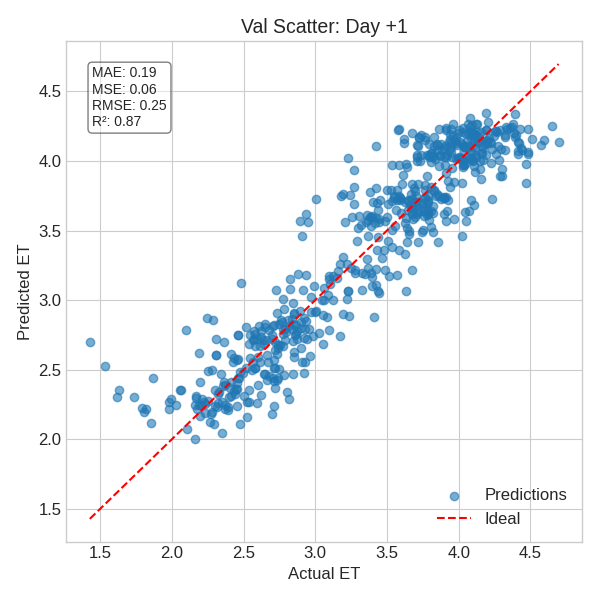 Val Scatter: Day +1
MAE: 0.19
MSE: 0.06
RMSE: 0.25
R²: 0.87
4.5
4.0
3.5
3.0
2.5
2.0
1.5
Predicted ET
Predictions
Ideal
1.5 2.0 2.5 3.0 3.5 4.0 4.5
Actual ET